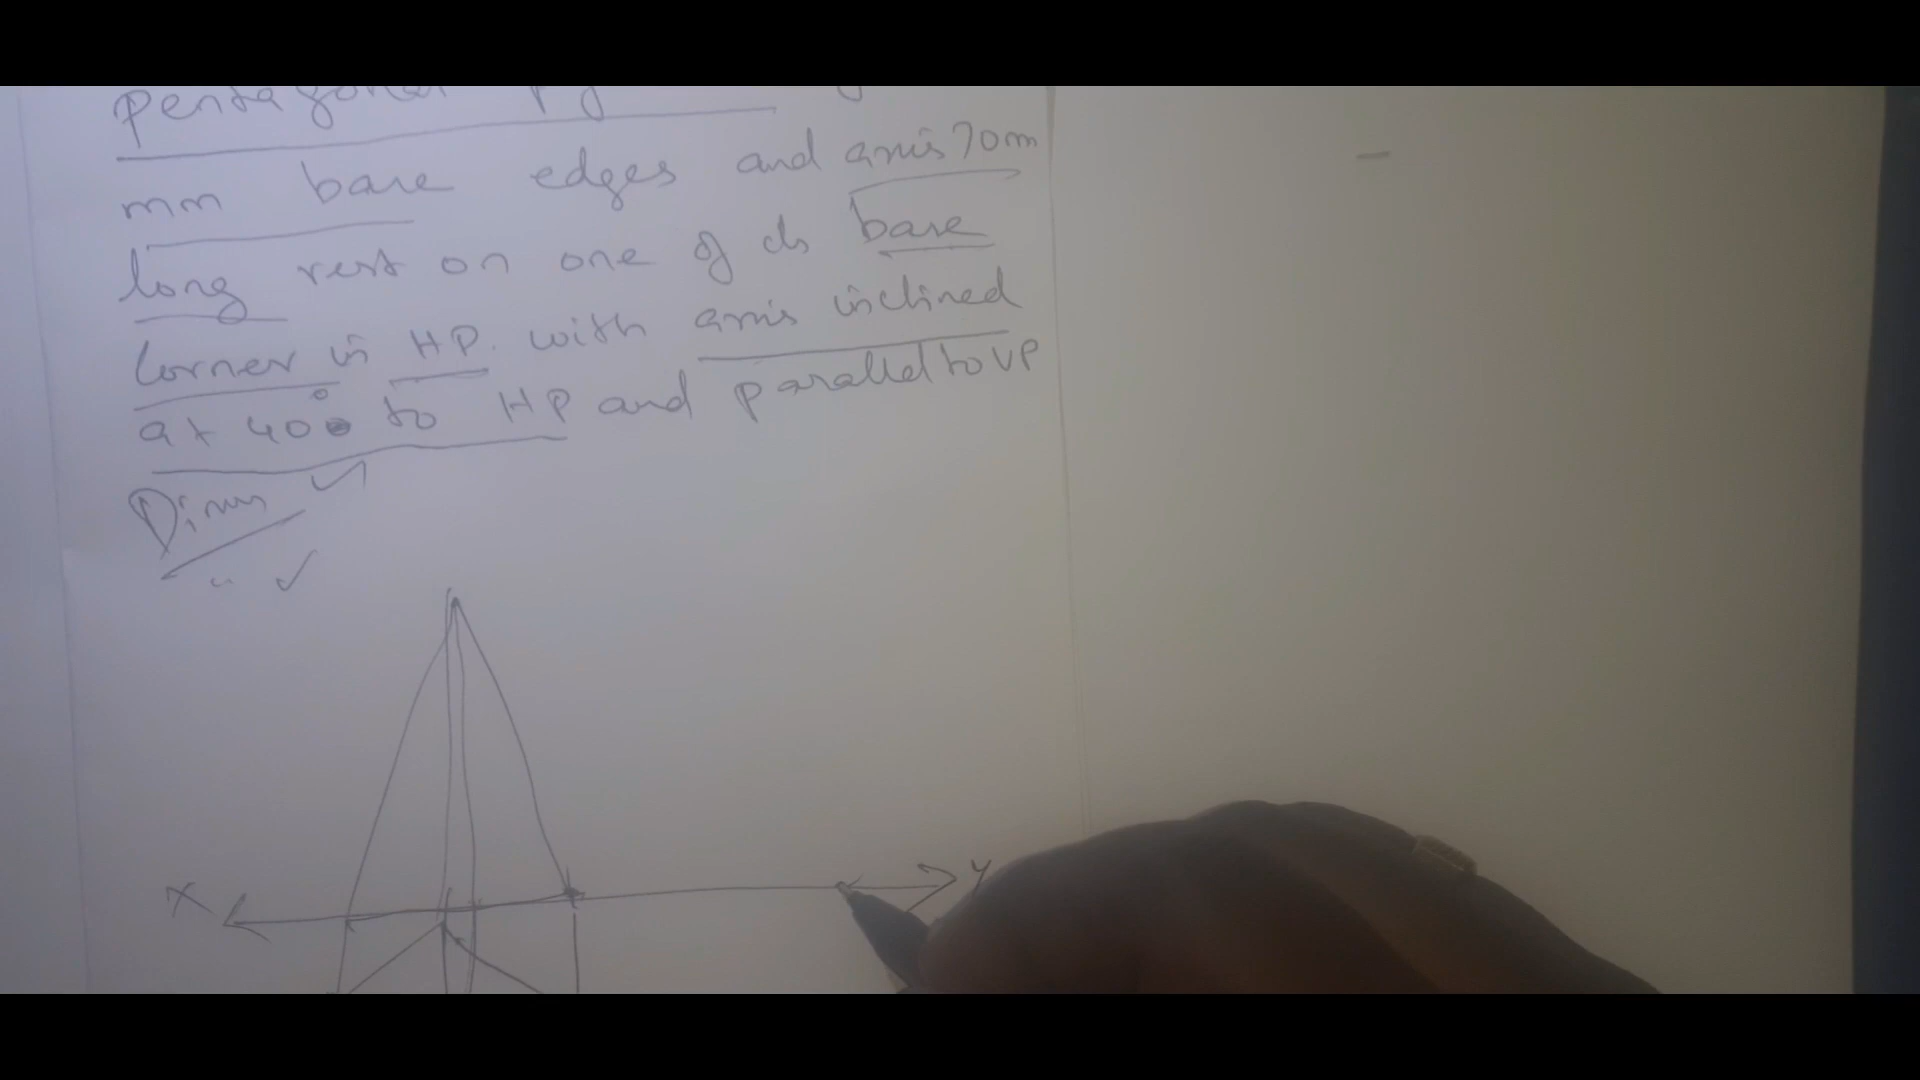 pentagonal
mm base edges and axis 70m
long rest on one of its base
corner in HP. with axis inclined
at 40° to HP and parallel to VP
X
Y